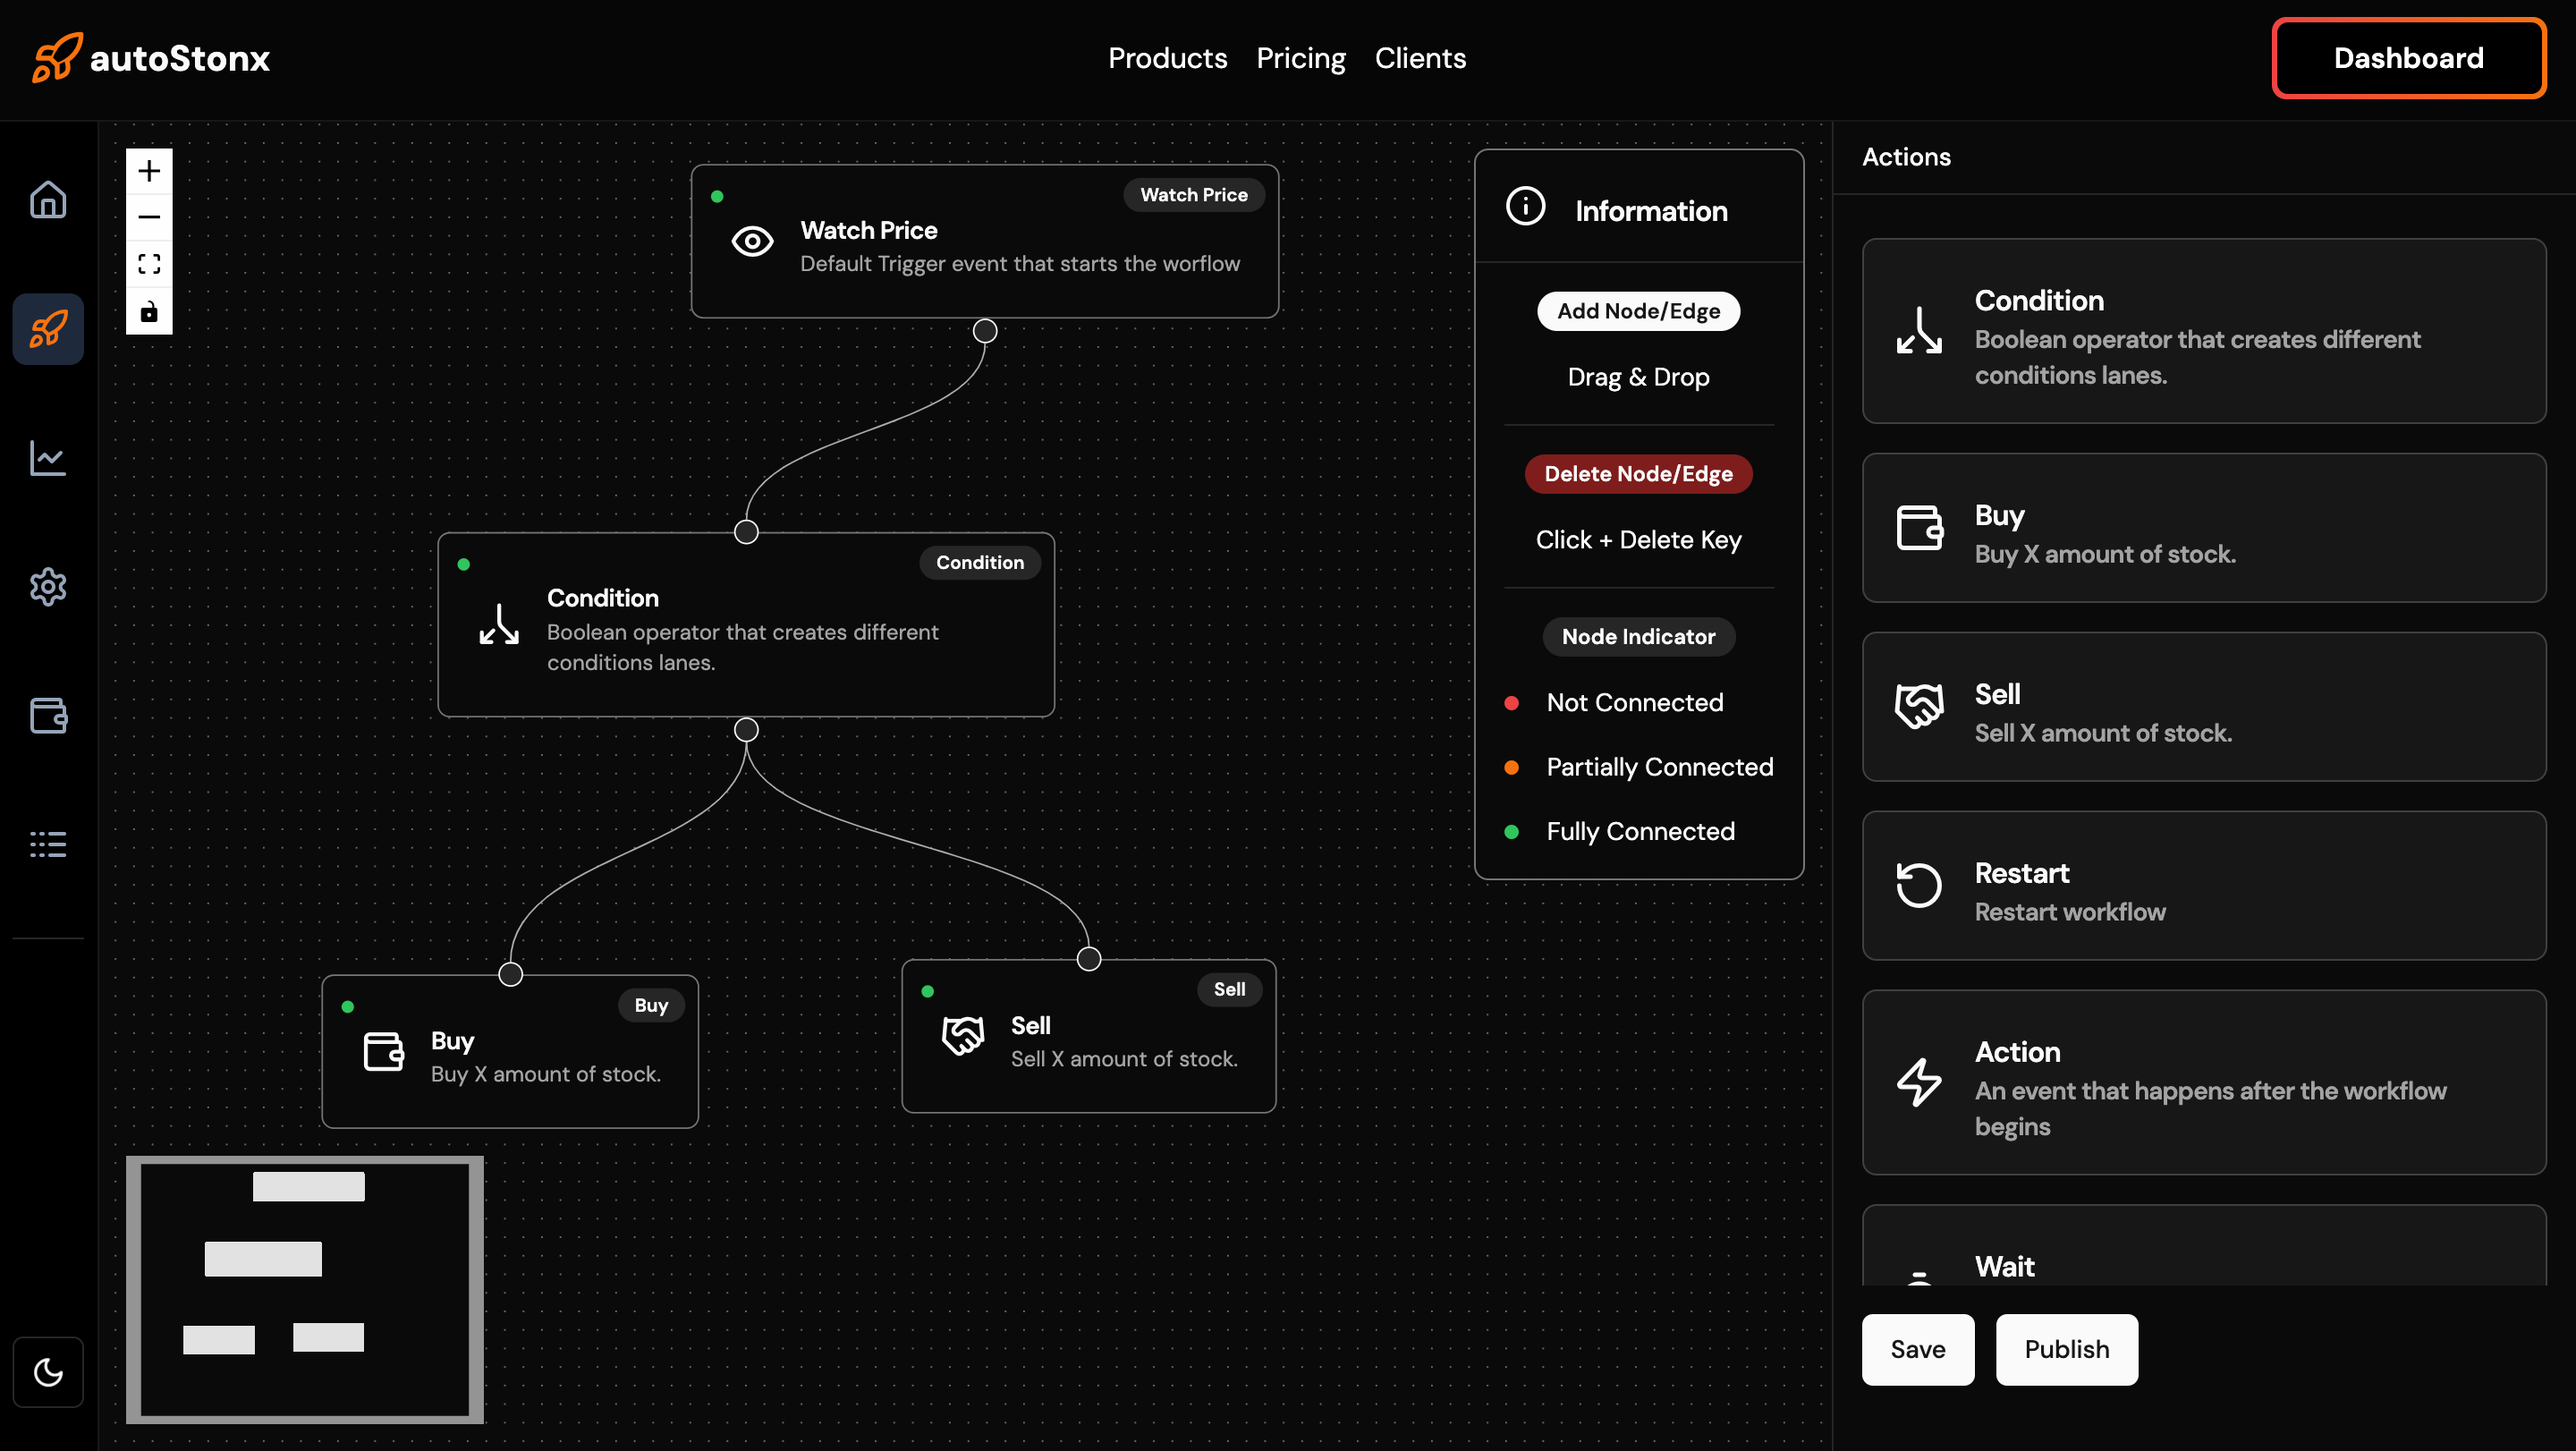 autoStonx
Products
Pricing
Clients
Dashboard
Watch Price
Watch Price
Default Trigger event that starts the worflow
Condition
Condition
Boolean operator that creates different
conditions lanes.
Buy
Buy
Buy X amount of stock.
Sell
Sell
Sell X amount of stock.
Information
Add Node/Edge
Drag & Drop
Delete Node/Edge
Click + Delete Key
Node Indicator
Not Connected
Partially Connected
Fully Connected
Actions
Condition
Boolean operator that creates different
conditions lanes.
Buy
Buy X amount of stock.
Sell
Sell X amount of stock.
Restart
Restart workflow
Action
An event that happens after the workflow
begins
Wait
Save
Publish